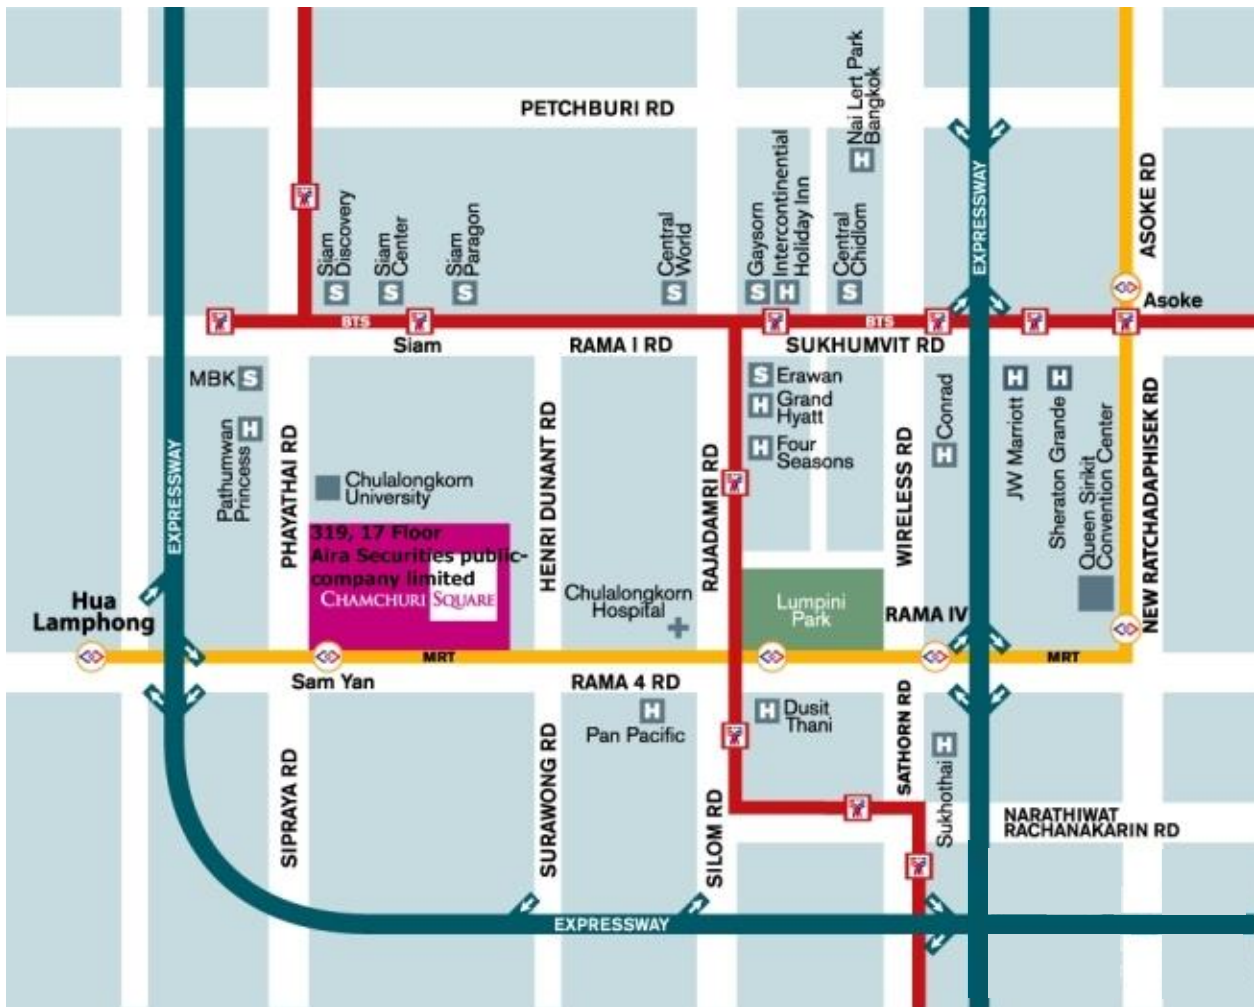 PETCHBURI RD
Nai Lert Park
Bangkok
EXPRESSWAY
ASOKE RD
Siam
Discovery
S
Siam
Center
S
Siam
Paragon
S
Central
World
S
Gaysorn
S
Intercontinental
Holiday Inn
H
Central
Chidlom
S
H
Asoke
BTS
BTS
Siam
RAMA I RD
SUKHUMVIT RD
MBK S
Pathumwan
Princess
H
EXPRESSWAY
PHAYATHAI RD
Chulalongkorn
University
HENRI DUNANT RD
RAJADAMRI RD
S Erawan
H Grand
Hyatt
H Four
Seasons
WIRELESS RD
Conrad
H
H
JW Marriott
H
Sheraton Grande
Queen Sirikit
Convention Center
NEW RATCHADAPHISEK RD
319, 17 Floor
Aira Securities public-
company limited
CHAMCHURI SQUARE
Chulalongkorn
Hospital
Lumpini
Park
RAMA IV
Hua
Lamphong
MRT
MRT
Sam Yan
RAMA 4 RD
H
Pan Pacific
H Dusit
Thani
SATHORN RD
H
Sukhothai
SIPRAYA RD
SURAWONG RD
SILOM RD
NARATHIWAT
RACHANAKARIN RD
EXPRESSWAY